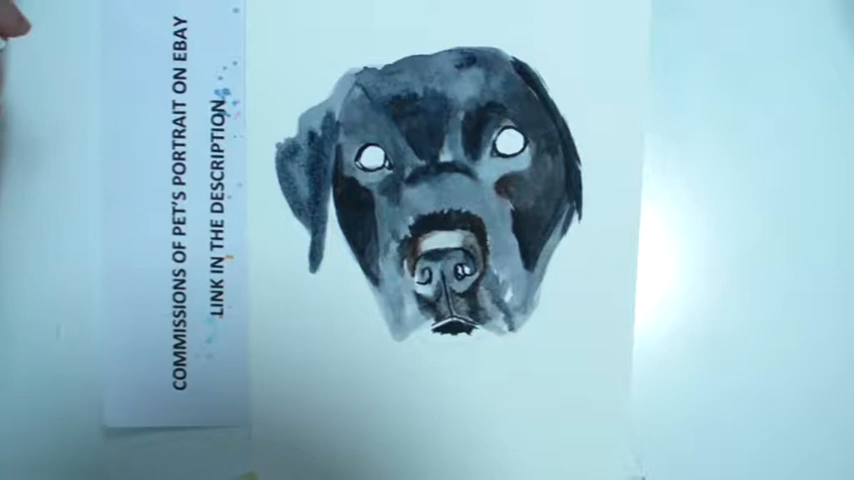 COMMISSIONS OF PET'S PORTRAIT ON EBAY
LINK IN THE DESCRIPTION